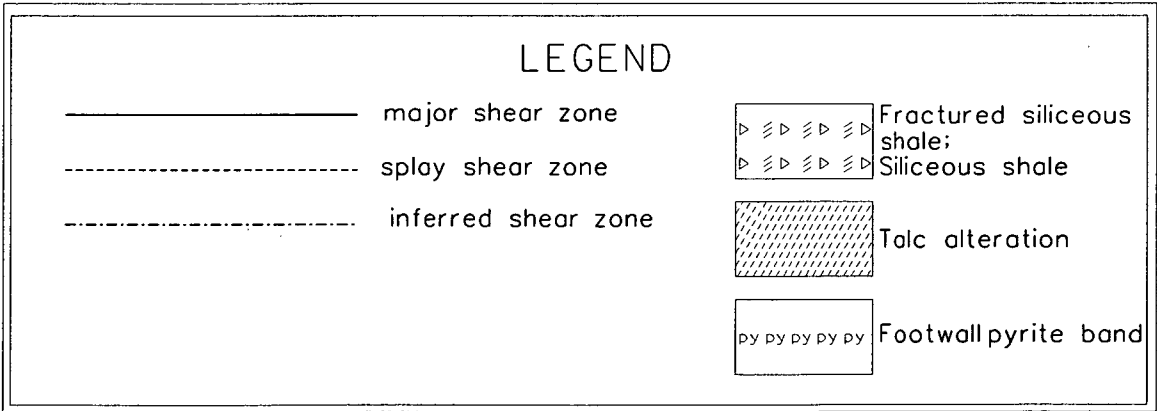 LEGEND
major shear zone
splay shear zone
inferred shear zone
Fractured siliceous
shale;
Siliceous shale
Talc alteration
py py py py py
Footwall pyrite band